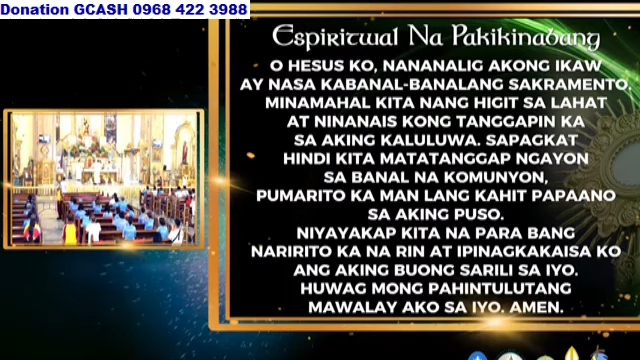 Donation GCASH 0968 422 3988
Espiritwal Na Pakikinabang
O HESUS KO, NANANALIG AKONG IKAW
AY NASA KABANAL-BANALANG SAKRAMENTO.
MINAMAHAL KITA NANG HIGIT SA LAHAT
AT NINANAIS KONG TANGGAPIN KA
SA AKING KALULUWA. SAPAGKAT
HINDI KITA MATATANGGAP NGAYON
SA BANAL NA KOMUNYON,
PUMARITO KA MAN LANG KAHIT PAPAANO
SA AKING PUSO.
NIYAYAKAP KITA NA PARA BANG
NARIRITO KA NA RIN AT IPINAGKAKAISA KO
ANG AKING BUONG SARILI SA IYO.
HUWAG MONG PAHINTULUTANG
MAWALAY AKO SA IYO. AMEN.